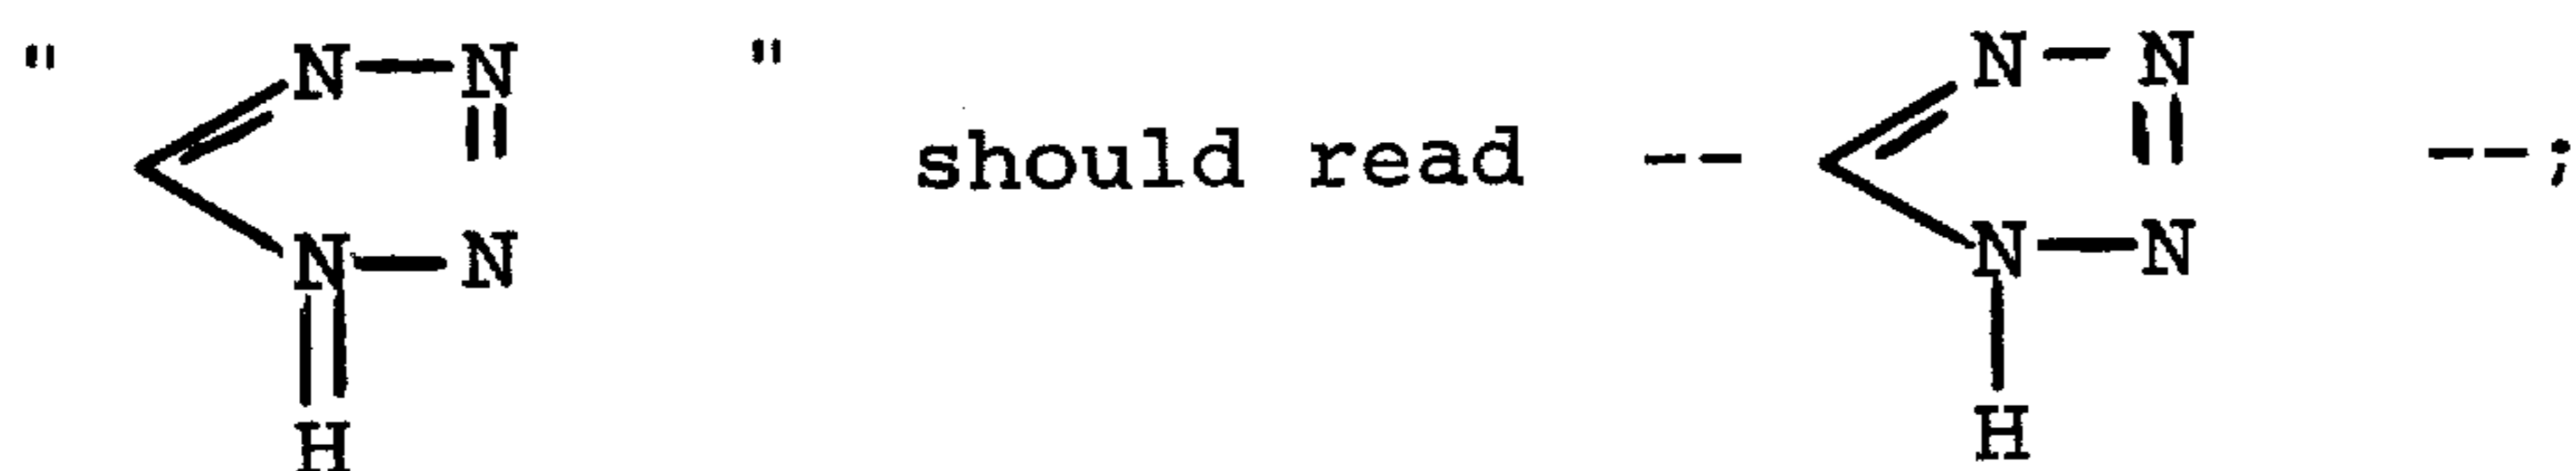 " N—N " N—N
should read -- --;
N—N N—N
H H